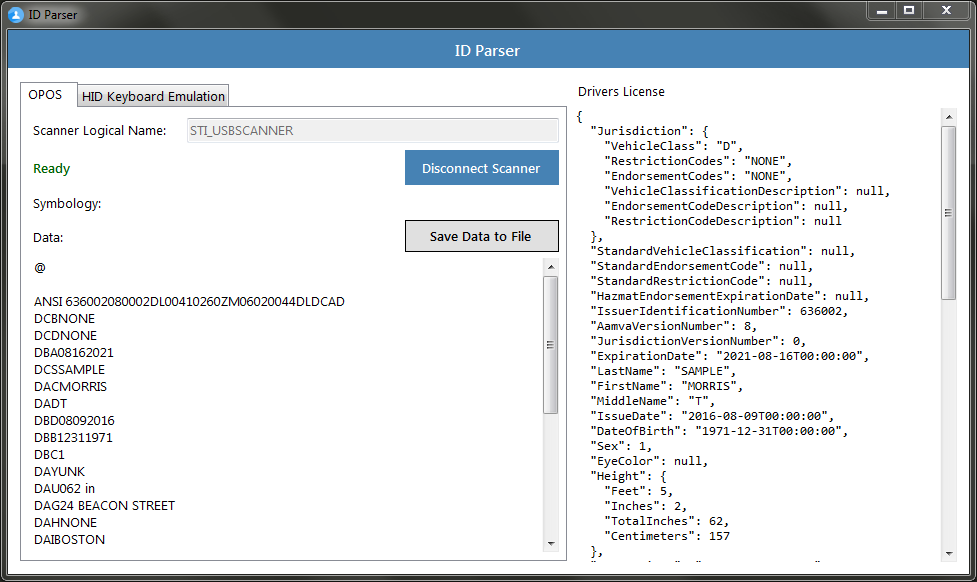 ID Parser
ID Parser
OPOS
HID Keyboard Emulation
Scanner Logical Name:
STI_USBSCANNER
Ready
Disconnect Scanner
Symbology:
Data:
Save Data to File
@
ANSI 636002080002DL00410260ZM06020044DLDCAD
DCBNONE
DCDNONE
DBA08162021
DCSSAMPLE
DACMORRIS
DADT
DBD08092016
DBB12311971
DBC1
DAYUNK
DAU062 in
DAG24 BEACON STREET
DAHNONE
DAIBOSTON
Drivers License
{
"Jurisdiction": {
"VehicleClass": "D",
"RestrictionCodes": "NONE",
"EndorsementCodes": "NONE",
"VehicleClassificationDescription": null,
"EndorsementCodeDescription": null,
"RestrictionCodeDescription": null
},
"StandardVehicleClassification": null,
"StandardEndorsementCode": null,
"StandardRestrictionCode": null,
"HazmatEndorsementExpirationDate": null,
"IssuerIdentificationNumber": 636002,
"AamvaVersionNumber": 8,
"JurisdictionVersionNumber": 0,
"ExpirationDate": "2021-08-16T00:00:00",
"LastName": "SAMPLE",
"FirstName": "MORRIS",
"MiddleName": "T",
"IssueDate": "2016-08-09T00:00:00",
"DateOfBirth": "1971-12-31T00:00:00",
"Sex": 1,
"EyeColor": null,
"Height": {
"Feet": 5,
"Inches": 2,
"TotalInches": 62,
"Centimeters": 157
},